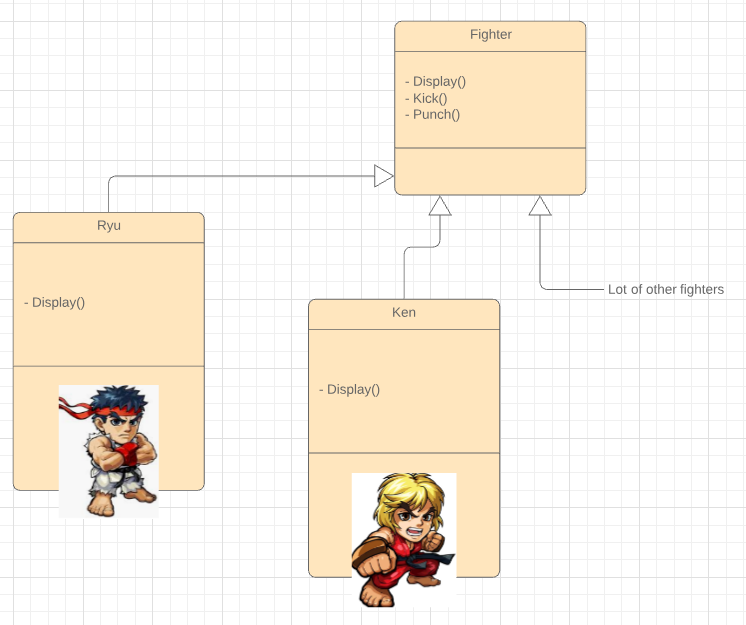 Fighter
- Display()
- Kick()
- Punch()
Ryu
- Display()
Lot of other fighters
Ken
- Display()